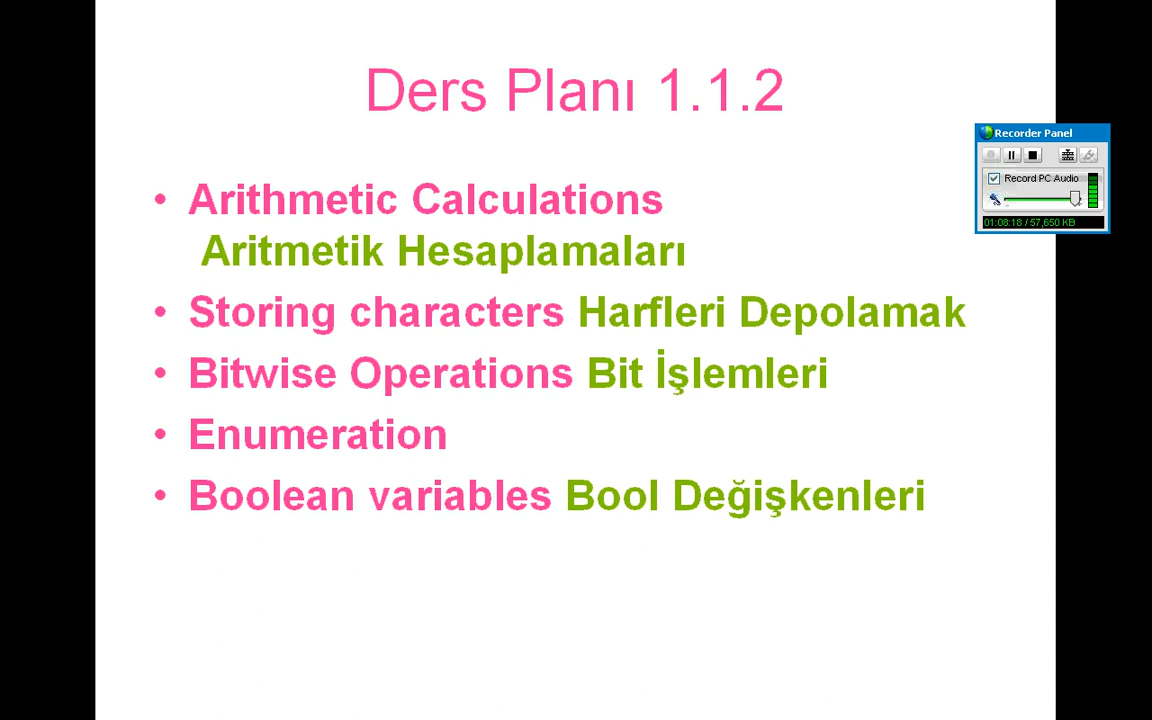 Ders Planı 1.1.2
Recorder Panel
Record PC Audio
01:08:18 / 57,650 KB
• Arithmetic Calculations
Aritmetik Hesaplamaları
• Storing characters Harfleri Depolamak
• Bitwise Operations Bit İşlemleri
• Enumeration
• Boolean variables Bool Değişkenleri